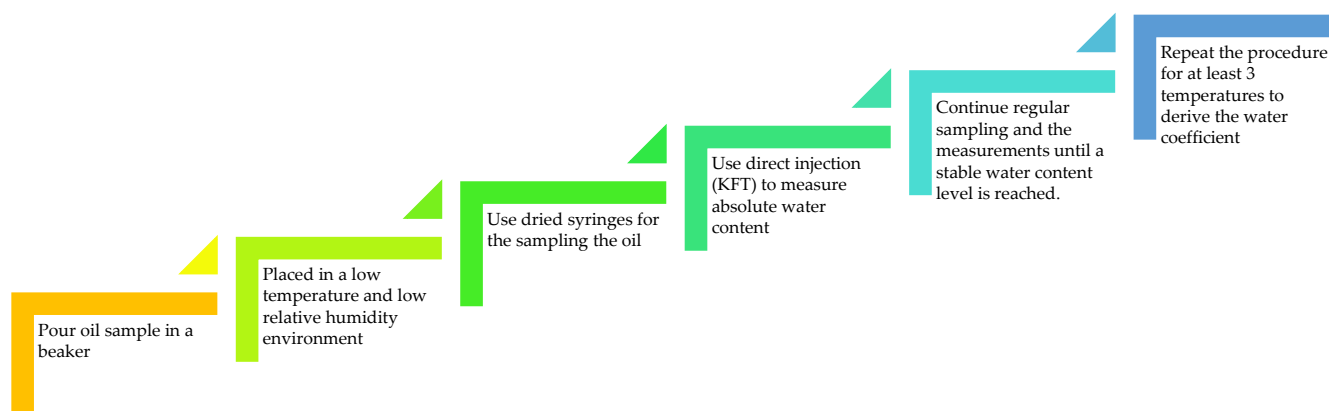 Pour oil sample in a
beaker
Placed in a low
temperature and low
relative humidity
environment
Use dried syringes for
the sampling the oil
Use direct injection
(KFT) to measure
absolute water
content
Continue regular
sampling and the
measurements until a
stable water content
level is reached.
Repeat the procedure
for at least 3
temperatures to
derive the water
coefficient